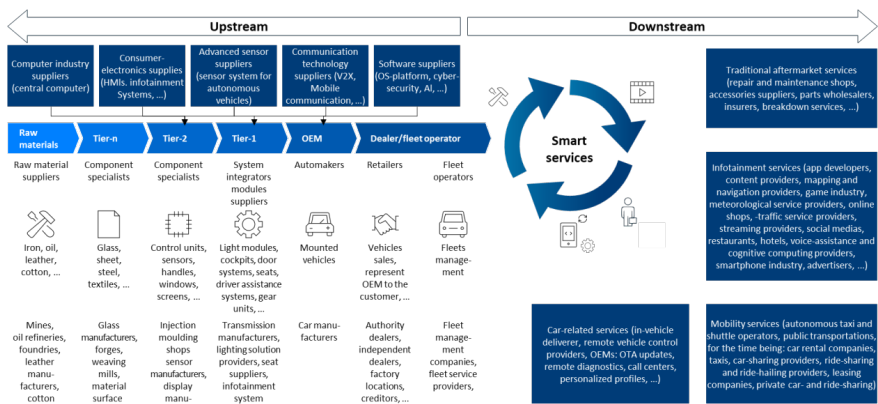 Upstream
Downstream
Computer industry
suppliers
(central computer)
Consumer-
electronics supplies
(HMIs. infotainment
Systems, ...)
Advanced sensor
suppliers
(sensor system for
autonomous
vehicles)
Communication
technology
suppliers (V2X,
Mobile
communication, ...)
Software suppliers
(OS-platform, cyber-
security, AI, ...)
Raw
materials
Tier-n
Tier-2
Tier-1
OEM
Dealer/fleet operator
Raw material
suppliers
Component
specialists
Component
specialists
System
integrators
modules
suppliers
Automakers
Retailers
Fleet
operators
Iron, oil,
leather,
cotton, ...
Glass,
sheet,
steel,
textiles, ...
Control units,
sensors,
handles,
windows,
screens, ...
Light modules,
cockpits, door
systems, seats,
driver assistance
systems, gear
units, ...
Mounted
vehicles
Vehicles
sales,
represent
OEM to the
customer, ...
Fleets
manage-
ment
Mines,
oil refineries,
foundries,
leather
manu-
facturers,
cotton
Glass
manufacturers,
forges,
weaving
mills,
material
surface
Injection
moulding
shops
sensor
manufacturers,
display
manu-
Transmission
manufacturers,
lighting solution
providers, seat
suppliers,
infotainment
system
Car manu-
facturers
Authority
dealers,
independent
dealers,
factory
locations,
creditors, ...
Fleet
manage-
ment
companies,
fleet service
providers,
Smart
services
Traditional aftermarket services
(repair and maintenance shops,
accessories suppliers, parts wholesalers,
insurers, breakdown services, ...)
Infotainment services (app developers,
content providers, mapping and
navigation providers, game industry,
meteorological service providers, online
shops, -traffic service providers,
streaming providers, social medias,
restaurants, hotels, voice-assistance and
cognitive computing providers,
smartphone industry, advertisers, ...)
Car-related services (in-vehicle
deliverer, remote vehicle control
providers, OEMs: OTA updates,
remote diagnostics, call centers,
personalized profiles, ...)
Mobility services (autonomous taxi and
shuttle operators, public transportations,
for the time being: car rental companies,
taxis, car-sharing providers, ride-sharing
and ride-hailing providers, leasing
companies, private car- and ride-sharing)